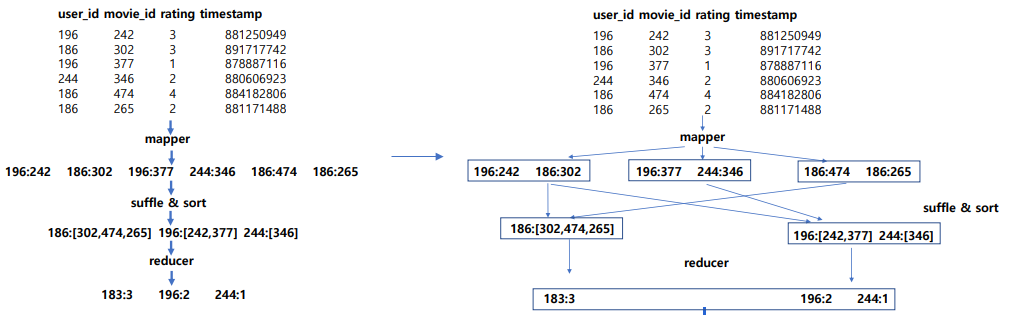 user_id movie_id rating timestamp
196 242 3 881250949
186 302 3 891717742
196 377 1 878887116
244 346 2 880606923
186 474 4 884182806
186 265 2 881171488
mapper
196:242 186:302 196:377 244:346 186:474 186:265
suffle & sort
186:[302,474,265] 196:[242,377] 244:[346]
reducer
183:3 196:2 244:1
user_id movie_id rating timestamp
196 242 3 881250949
186 302 3 891717742
196 377 1 878887116
244 346 2 880606923
186 474 4 884182806
186 265 2 881171488
mapper
196:242 186:302 196:377 244:346 186:474 186:265
suffle & sort
186:[302,474,265] 196:[242,377] 244:[346]
reducer
183:3 196:2 244:1